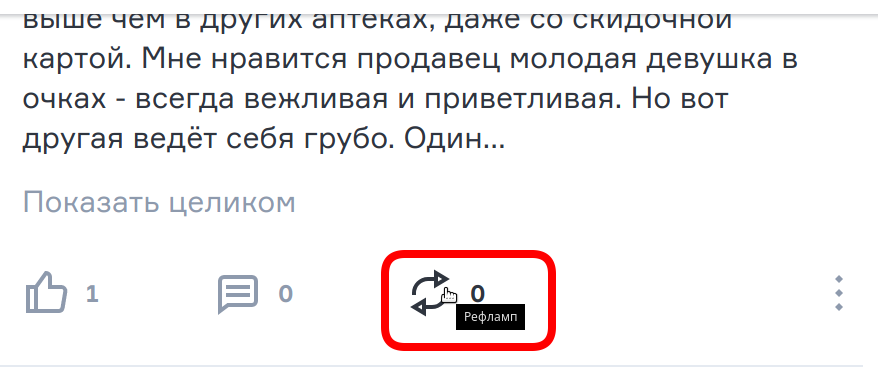 выше чем в других аптеках, даже со скидочной
картой. Мне нравится продавец молодая девушка в
очках - всегда вежливая и приветливая. Но вот
другая ведёт себя грубо. Один...
Показать целиком
1 0 0
Рефламп